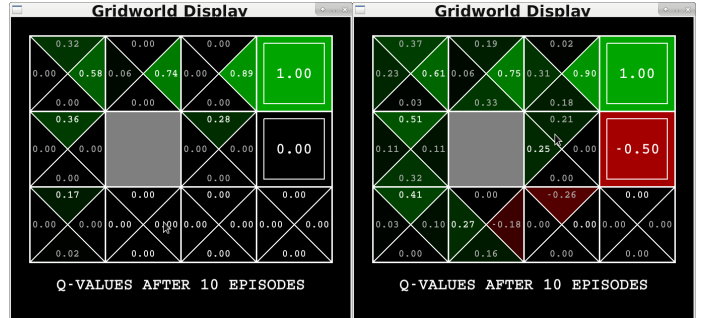 Gridworld Display
0.32 0.00 0.00
0.00 0.58 0.06 0.74 0.00 0.89 1.00
0.00 0.00 0.00
0.36 0.28
0.00 0.00 0.00 0.00 0.00
0.00 0.00
0.17 0.00 0.00 0.00
0.00 0.00 0.00 0.00 0.00 0.00 0.00 0.00
0.02 0.00 0.00 0.00
Q-VALUES AFTER 10 EPISODES
Gridworld Display
0.37 0.19 0.02
0.23 0.61 0.06 0.75 0.31 0.90 1.00
0.03 0.33 0.18
0.51 0.21
0.11 0.11 0.25 0.00 -0.50
0.32 0.00
0.41 0.00 -0.26 0.00
0.03 0.10 0.27 -0.18 0.00 0.00 0.00 0.00
0.00 0.16 0.00 0.00
Q-VALUES AFTER 10 EPISODES